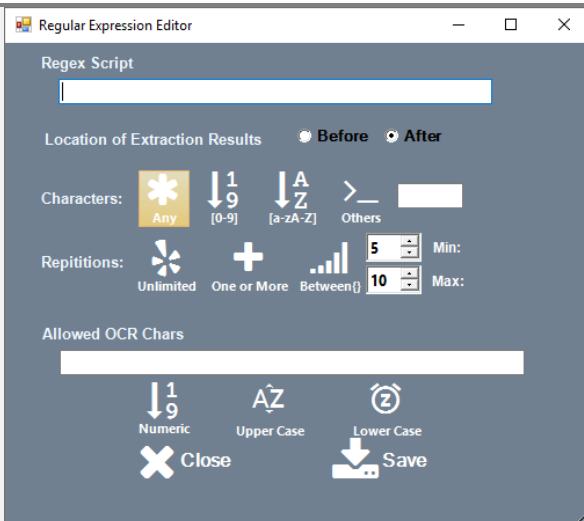 Regular Expression Editor
Regex Script
Location of Extraction Results Before After
Characters: Any [0-9] [a-zA-Z] Others
Repititions: Unlimited One or More Between{} 5 Min:
10 Max:
Allowed OCR Chars
Numeric Upper Case Lower Case
Close Save